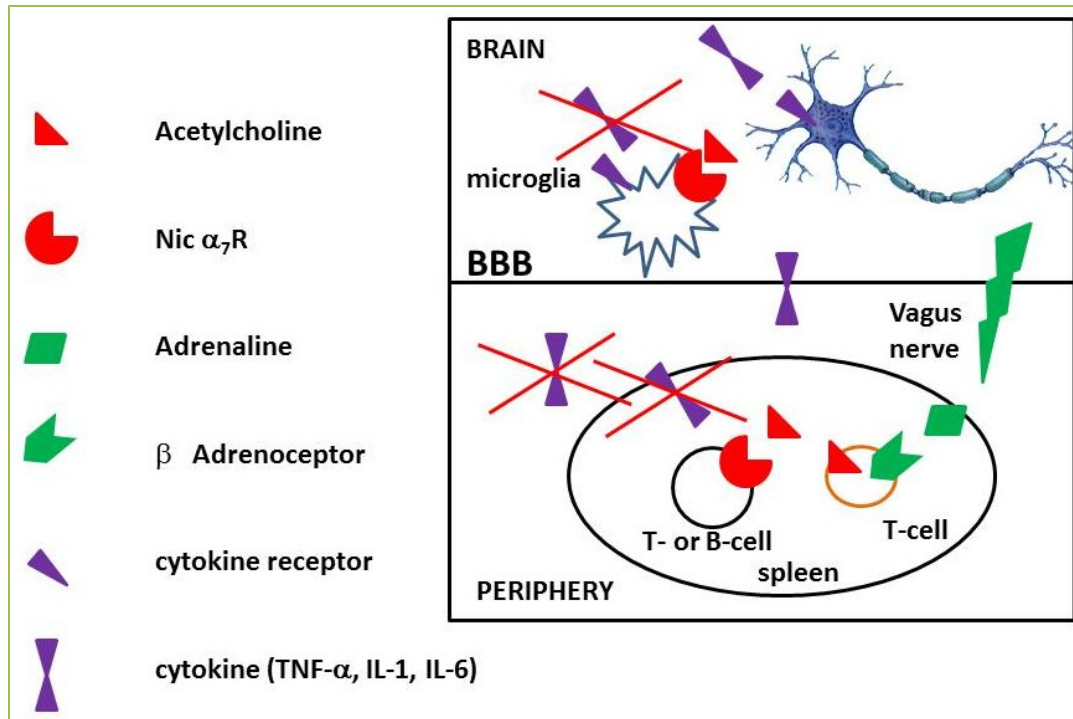 Acetylcholine
Nic α₇R
Adrenaline
β Adrenoceptor
cytokine receptor
cytokine (TNF-α, IL-1, IL-6)
BRAIN
microglia
BBB
Vagus
nerve
T- or B-cell
T-cell
spleen
PERIPHERY